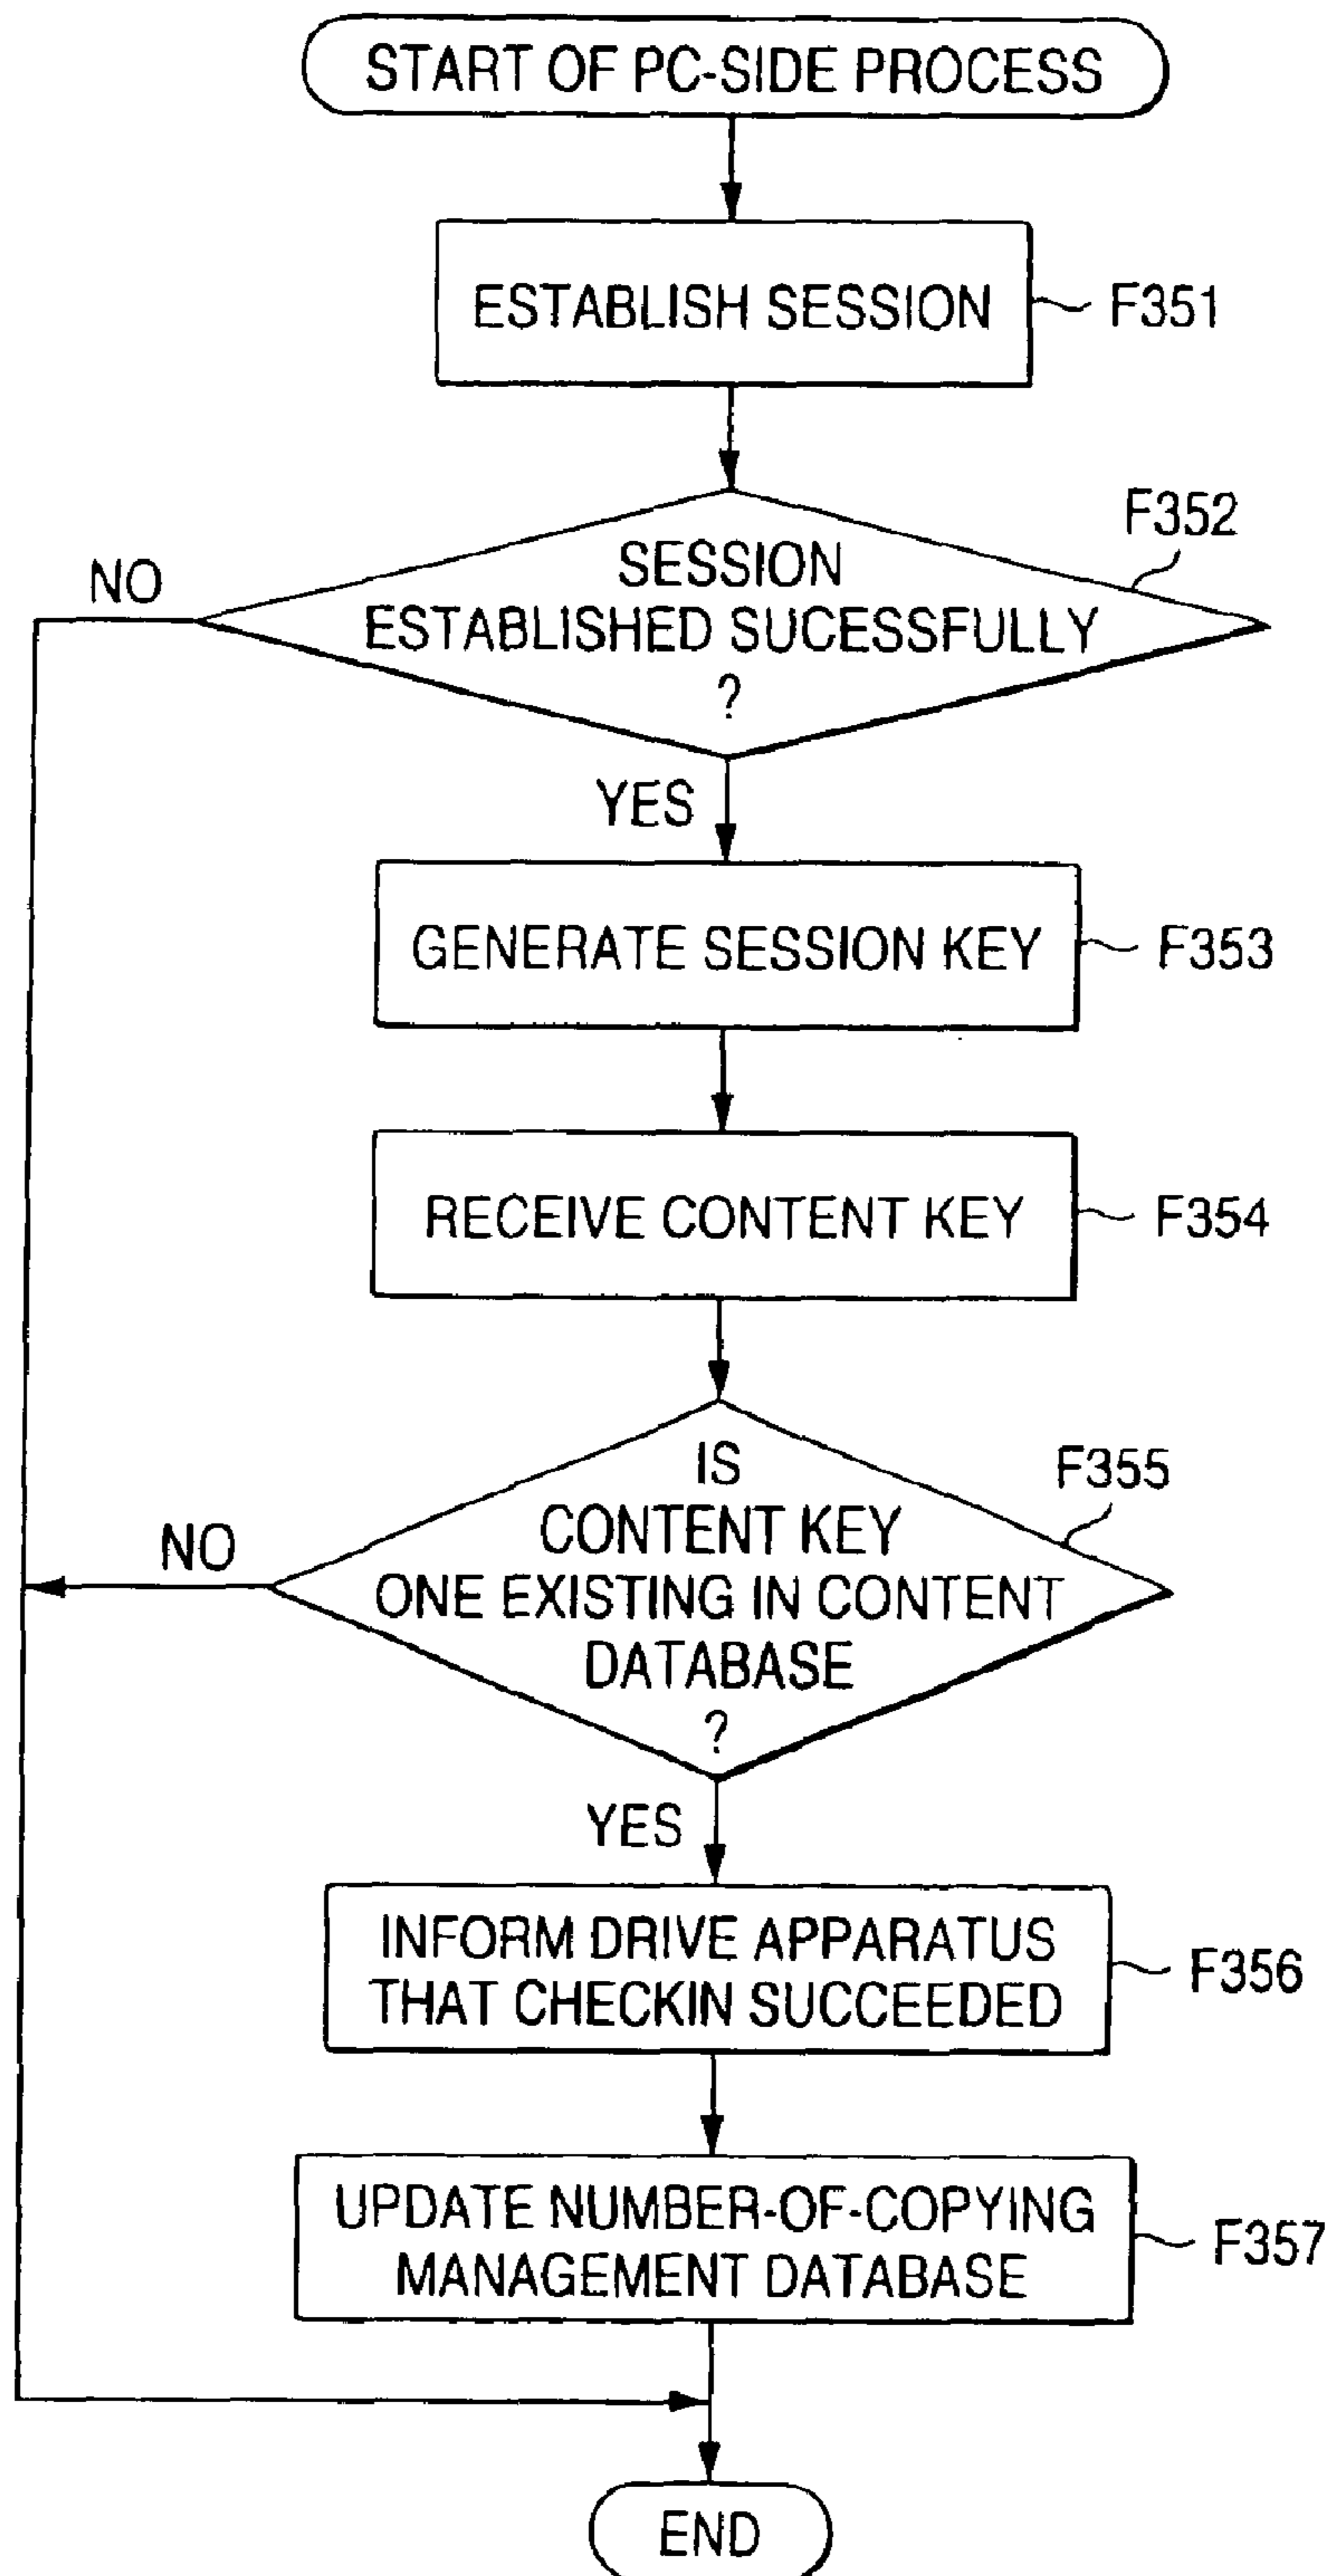 START OF PC-SIDE PROCESS
ESTABLISH SESSION
F351
F352
NO
SESSION
ESTABLISHED SUCESSFULLY
?
YES
GENERATE SESSION KEY
F353
RECEIVE CONTENT KEY
F354
F355
NO
IS
CONTENT KEY
ONE EXISTING IN CONTENT
DATABASE
?
YES
INFORM DRIVE APPARATUS
THAT CHECKIN SUCCEEDED
F356
UPDATE NUMBER-OF-COPYING
MANAGEMENT DATABASE
F357
END